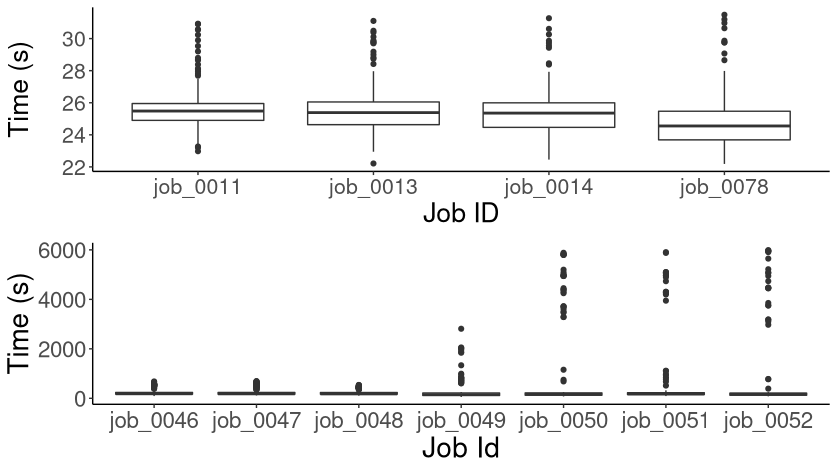 Time (s)
30
28
26
24
22
job_0011 job_0013 job_0014 job_0078
Job ID
Time (s)
6000
4000
2000
0
job_0046 job_0047 job_0048 job_0049 job_0050 job_0051 job_0052
Job Id